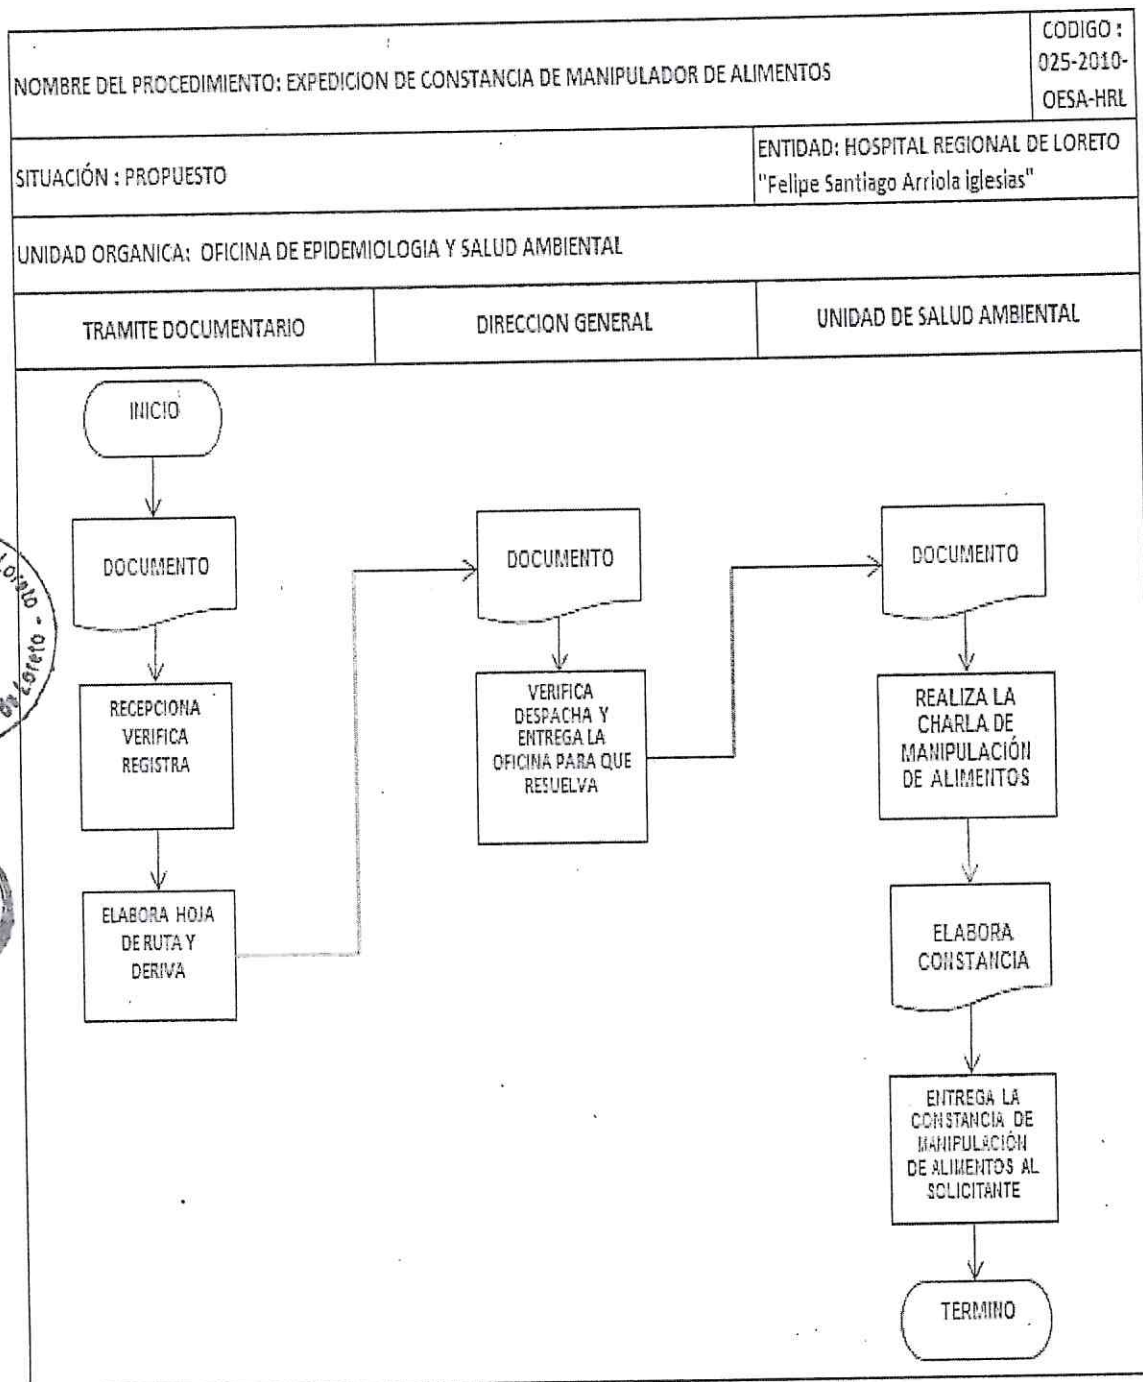 NOMBRE DEL PROCEDIMIENTO: EXPEDICION DE CONSTANCIA DE MANIPULADOR DE ALIMENTOS
CODIGO :
025-2010-
OESA-HRL
SITUACIÓN : PROPUESTO
ENTIDAD: HOSPITAL REGIONAL DE LORETO
"Felipe Santiago Arriola iglesias"
UNIDAD ORGANICA: OFICINA DE EPIDEMIOLOGIA Y SALUD AMBIENTAL
TRAMITE DOCUMENTARIO
DIRECCION GENERAL
UNIDAD DE SALUD AMBIENTAL
INICIO
DOCUMENTO
RECEPCIONA
VERIFICA
REGISTRA
ELABORA HOJA
DE RUTA Y
DERIVA
DOCUMENTO
VERIFICA
DESPACHA Y
ENTREGA LA
OFICINA PARA QUE
RESUELVA
DOCUMENTO
REALIZA LA
CHARLA DE
MANIPULACIÓN
DE ALIMENTOS
ELABORA
CONSTANCIA
ENTREGA LA
CONSTANCIA DE
MANIPULACIÓN
DE ALIMENTOS AL
SOLICITANTE
TERMINO
Loreto -
de Loreto